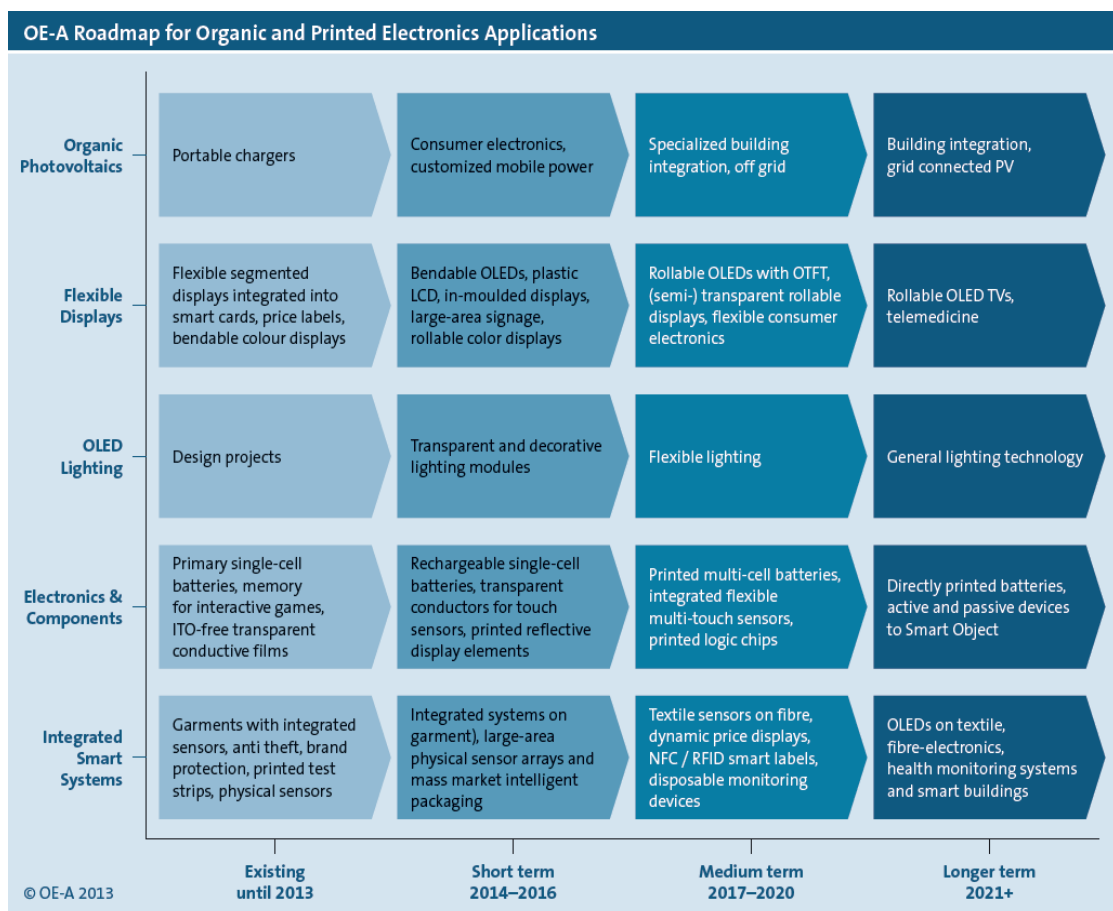 OE-A Roadmap for Organic and Printed Electronics Applications
Organic
Photovoltaics
Portable chargers
Consumer electronics,
customized mobile power
Specialized building
integration, off grid
Building integration,
grid connected PV
Flexible
Displays
Flexible segmented
displays integrated into
smart cards, price labels,
bendable colour displays
Bendable OLEDs, plastic
LCD, in-moulded displays,
large-area signage,
rollable color displays
Rollable OLEDs with OTFT,
(semi-) transparent rollable
displays, flexible consumer
electronics
Rollable OLED TVs,
telemedicine
OLED
Lighting
Design projects
Transparent and decorative
lighting modules
Flexible lighting
General lighting technology
Electronics &
Components
Primary single-cell
batteries, memory
for interactive games,
ITO-free transparent
conductive films
Rechargeable single-cell
batteries, transparent
conductors for touch
sensors, printed reflective
display elements
Printed multi-cell batteries,
integrated flexible
multi-touch sensors,
printed logic chips
Directly printed batteries,
active and passive devices
to Smart Object
Integrated
Smart
Systems
Garments with integrated
sensors, anti theft, brand
protection, printed test
strips, physical sensors
Integrated systems on
garment), large-area
physical sensor arrays and
mass market intelligent
packaging
Textile sensors on fibre,
dynamic price displays,
NFC / RFID smart labels,
disposable monitoring
devices
OLEDs on textile,
fibre-electronics,
health monitoring systems
and smart buildings
Existing
until 2013
Short term
2014–2016
Medium term
2017–2020
Longer term
2021+
© OE-A 2013